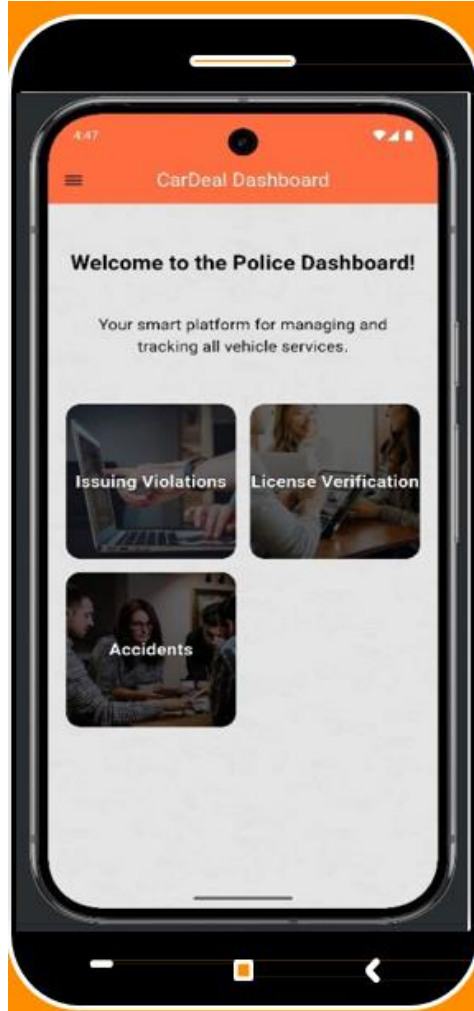 4:47
CarDeal Dashboard
Welcome to the Police Dashboard!
Your smart platform for managing and
tracking all vehicle services.
Issuing Violations
License Verification
Accidents